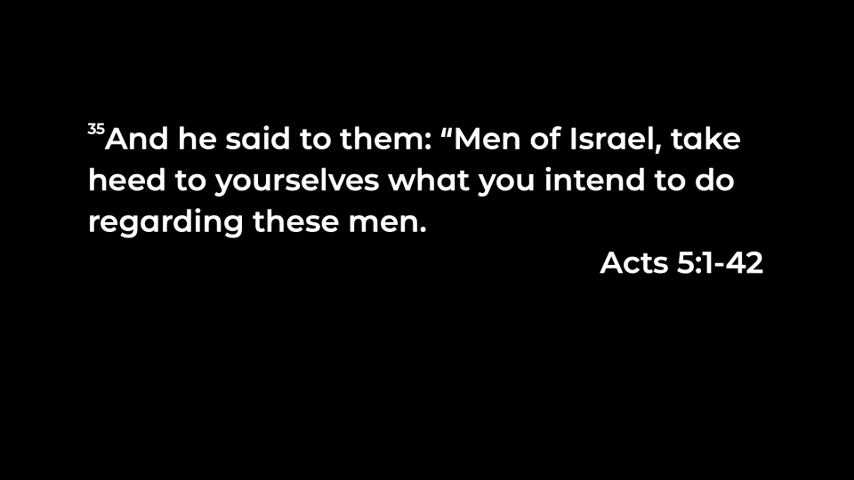 35And he said to them: “Men of Israel, take
heed to yourselves what you intend to do
regarding these men.
Acts 5:1-42